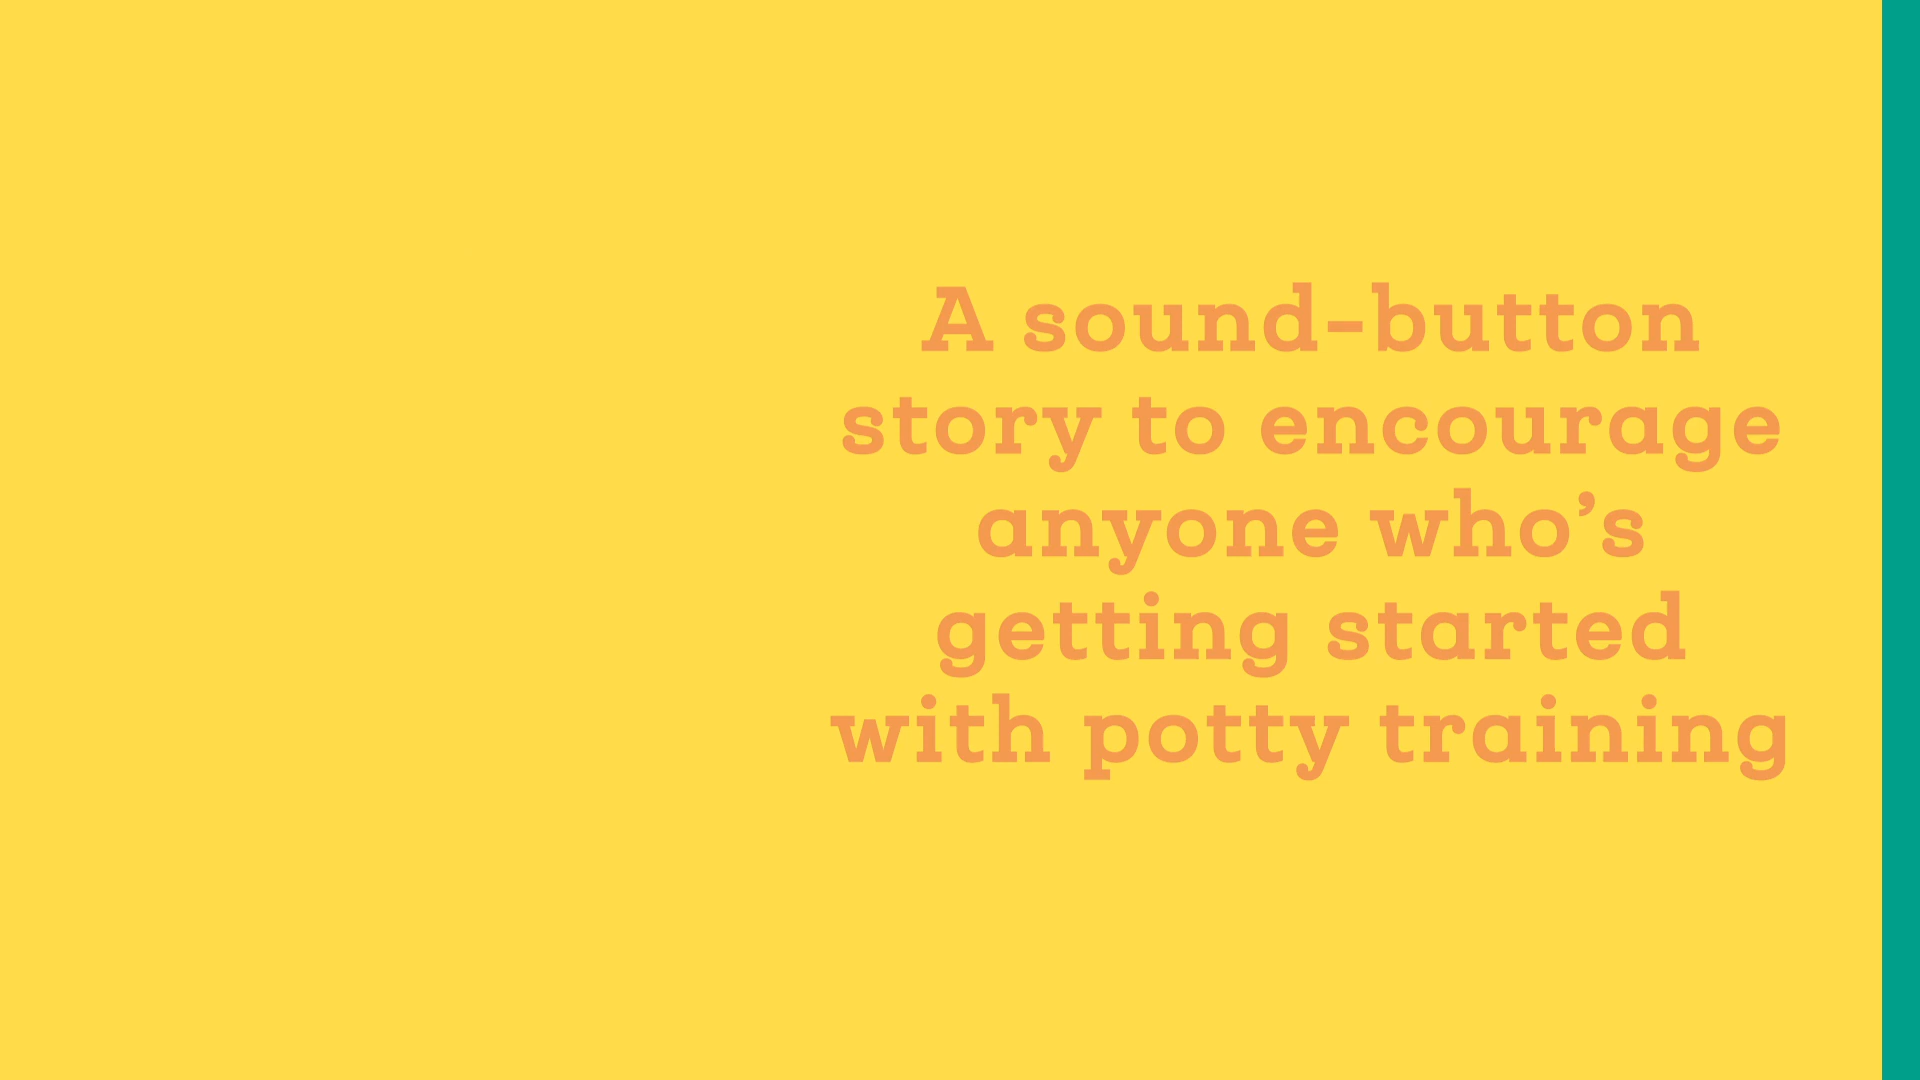 A sound-button
story to encourage
anyone who’s
getting started
with potty training